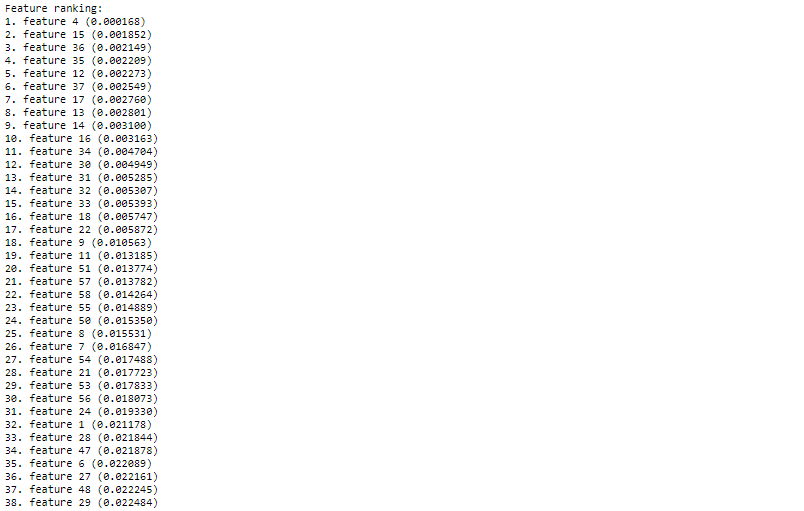 Feature ranking:
1. feature 4 (0.000168)
2. feature 15 (0.001852)
3. feature 36 (0.002149)
4. feature 35 (0.002209)
5. feature 12 (0.002273)
6. feature 37 (0.002549)
7. feature 17 (0.002760)
8. feature 13 (0.002801)
9. feature 14 (0.003100)
10. feature 16 (0.003163)
11. feature 34 (0.004704)
12. feature 30 (0.004949)
13. feature 31 (0.005285)
14. feature 32 (0.005307)
15. feature 33 (0.005393)
16. feature 18 (0.005747)
17. feature 22 (0.005872)
18. feature 9 (0.010563)
19. feature 11 (0.013185)
20. feature 51 (0.013774)
21. feature 57 (0.013782)
22. feature 58 (0.014264)
23. feature 55 (0.014889)
24. feature 50 (0.015350)
25. feature 8 (0.015531)
26. feature 7 (0.016847)
27. feature 54 (0.017488)
28. feature 21 (0.017723)
29. feature 53 (0.017833)
30. feature 56 (0.018073)
31. feature 24 (0.019330)
32. feature 1 (0.021178)
33. feature 28 (0.021844)
34. feature 47 (0.021878)
35. feature 6 (0.022089)
36. feature 27 (0.022161)
37. feature 48 (0.022245)
38. feature 29 (0.022484)